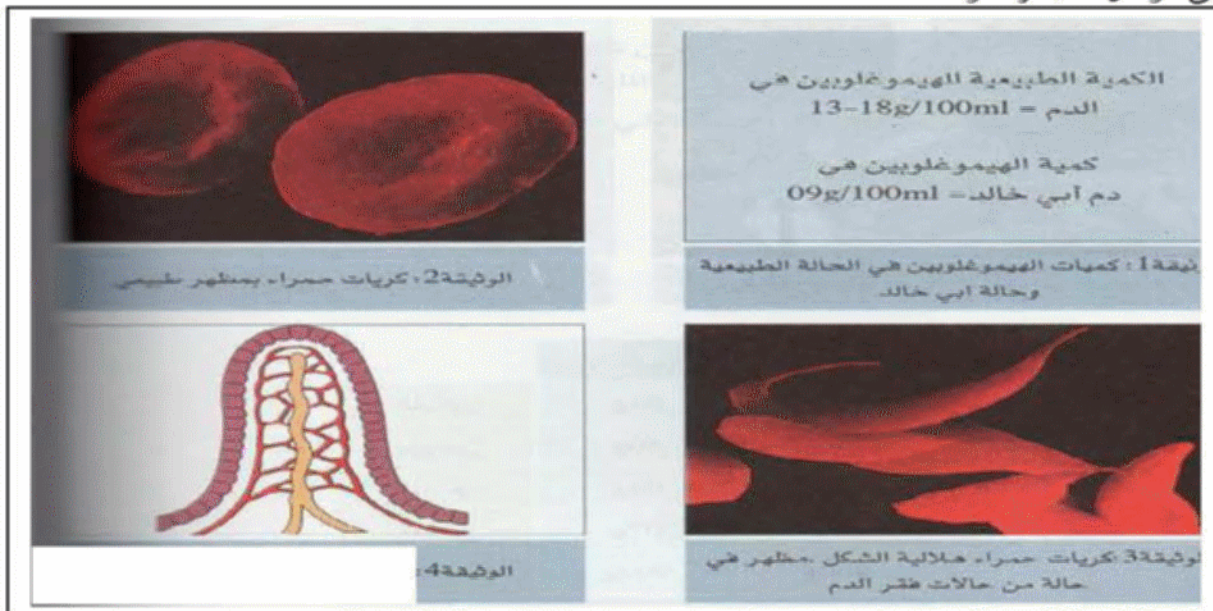 الكمية الطبيعية للهيموغلوبين في
الدم = 13-18g/100ml
كمية الهيموغلوبين في
دم أبي خالد= 09g/100ml
الوثيقة2: كريات حمراء بمظهر طبيعي
ثيقة1: كميات الهيموغلوبين في الحالة الطبيعية
وحالة ابي خالد
الوثيقة4:
لوثيقة3:كريات حمراء هلالية الشكل .مظهر في
حالة من حالات فقر الدم